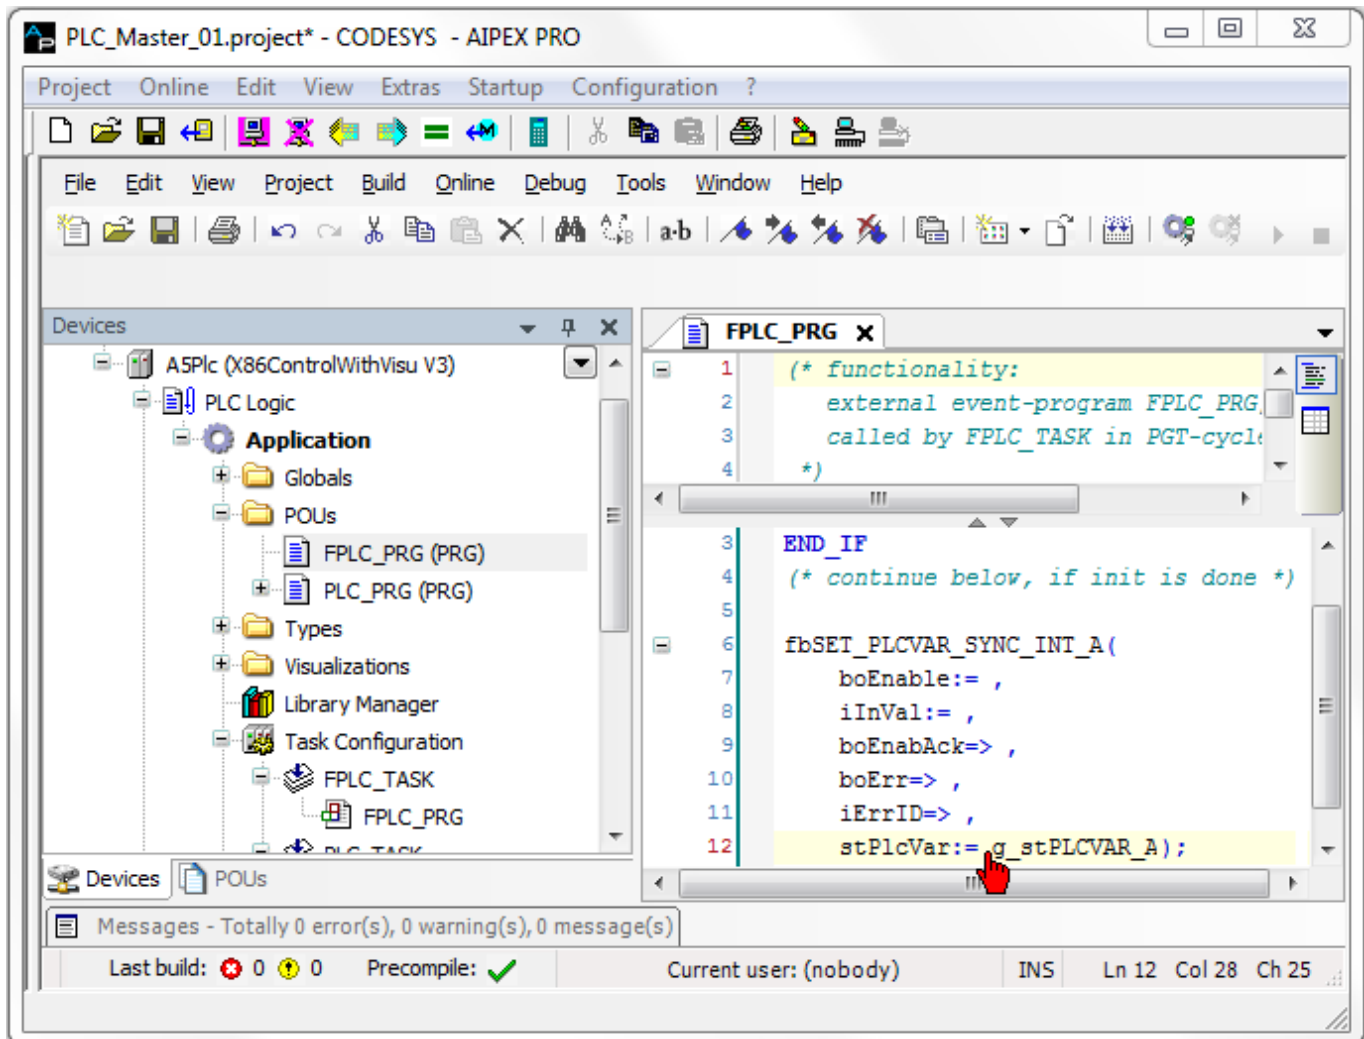 PLC_Master_01.project* - CODESYS - AIPEX PRO
Project Online Edit View Extras Startup Configuration ?
File Edit View Project Build Online Debug Tools Window Help
Devices
A5Plc (X86ControlWithVisu V3)
PLC Logic
Application
Globals
POUs
FPLC_PRG (PRG)
PLC_PRG (PRG)
Types
Visualizations
Library Manager
Task Configuration
FPLC_TASK
FPLC_PRG
PLC_TASK
Devices POUs
FPLC_PRG
1 (* functionality:
2 external event-program FPLC_PRG
3 called by FPLC_TASK in PGT-cycle
4 *)
3 END_IF
4 (* continue below, if init is done *)
5
6 fbSET_PLCVAR_SYNC_INT_A(
7 boEnable:= ,
8 iInVal:= ,
9 boEnabAck=> ,
10 boErr=> ,
11 iErrID=> ,
12 stPlcVar:= g_stPLCVAR_A);
Messages - Totally 0 error(s), 0 warning(s), 0 message(s)
Last build: 0 0 Precompile: Current user: (nobody) INS Ln 12 Col 28 Ch 25